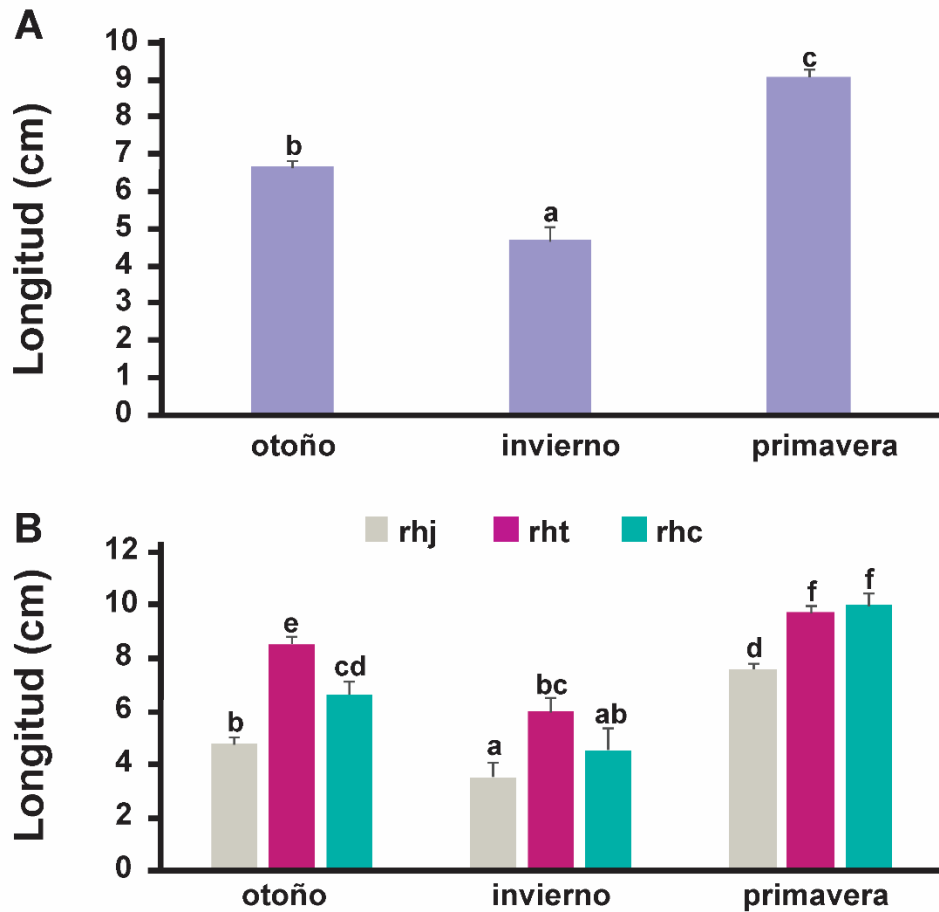 A
Longitud (cm)
10
9
8
7
6
5
4
3
2
1
0
b
a
c
otoño invierno primavera
B
rhj rht rhc
Longitud (cm)
12
10
8
6
4
2
0
b e cd
a bc ab
d f f
otoño invierno primavera